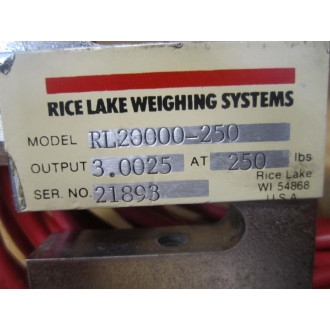 RICE LAKE WEIGHING SYSTEMS
MODEL RL20000-250
OUTPUT 3.0025 AT 250 lbs
Rice Lake
SER. NO. 21893 WI 54868
U.S.A.